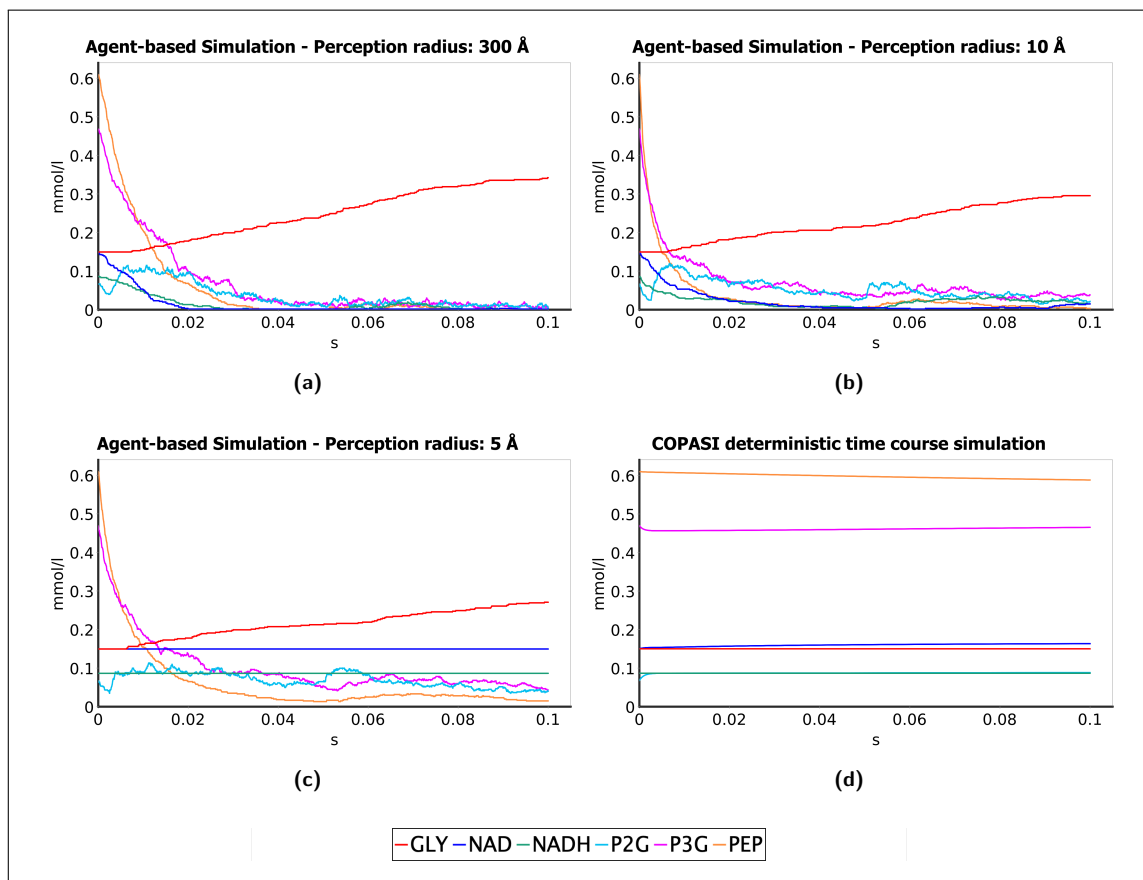 Agent-based Simulation - Perception radius: 300 Å
Agent-based Simulation - Perception radius: 10 Å
0.6
0.5
0.4
0.3
0.2
0.1
0
mmol/l
0 0.02 0.04 0.06 0.08 0.1
s
(a)
0.6
0.5
0.4
0.3
0.2
0.1
0
mmol/l
0 0.02 0.04 0.06 0.08 0.1
s
(b)
Agent-based Simulation - Perception radius: 5 Å
COPASI deterministic time course simulation
0.6
0.5
0.4
0.3
0.2
0.1
0
mmol/l
0 0.02 0.04 0.06 0.08 0.1
s
(c)
0.6
0.5
0.4
0.3
0.2
0.1
0
mmol/l
0 0.02 0.04 0.06 0.08 0.1
s
(d)
GLY NAD NADH P2G P3G PEP